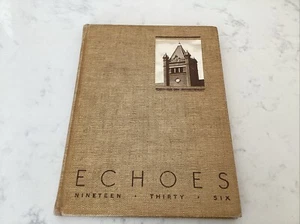 ECHOES
NINETEEN · THIRTY · SIX